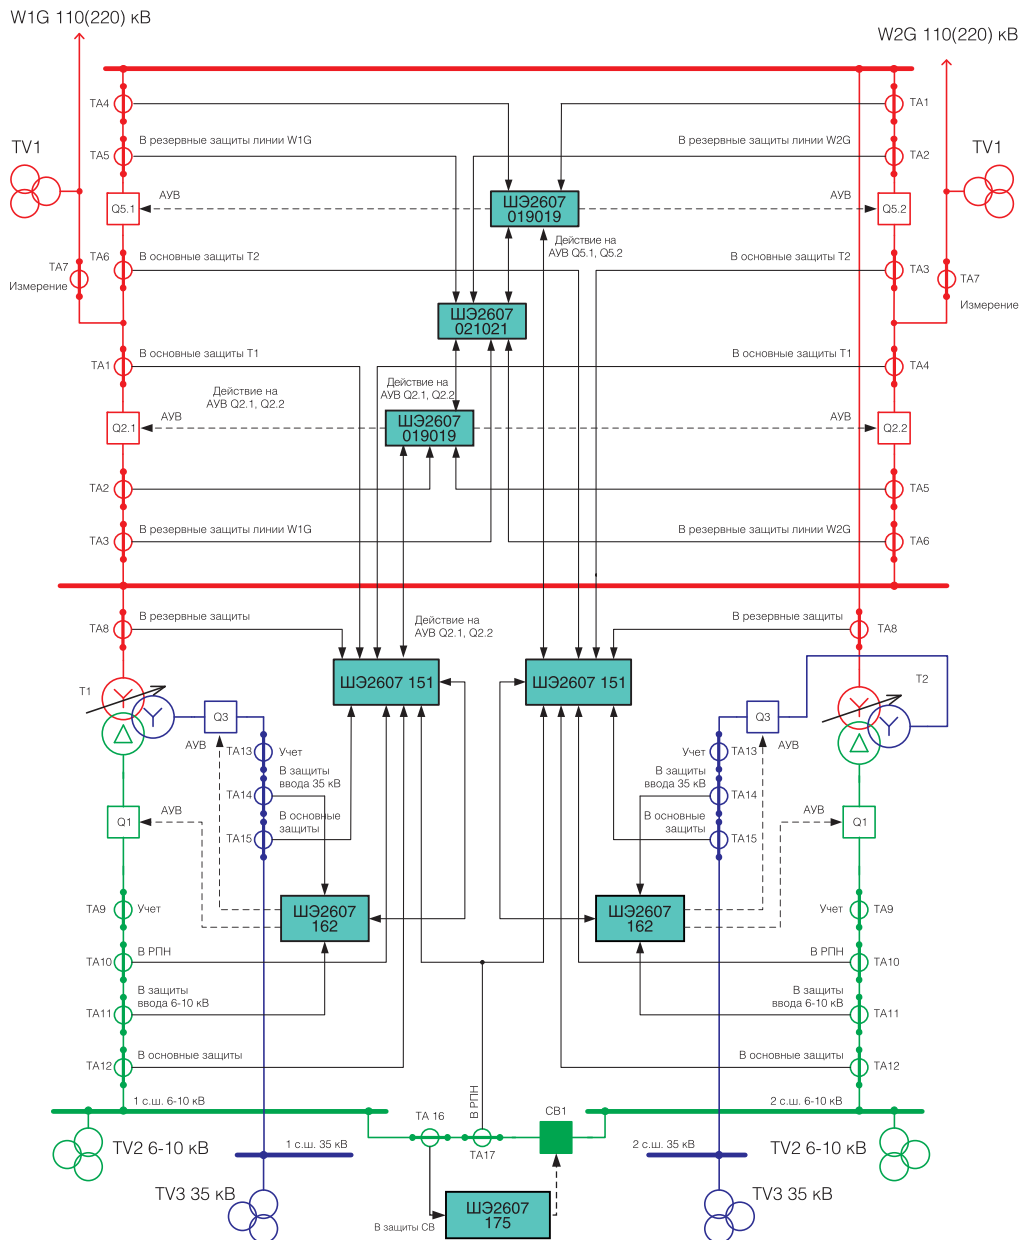 W1G 110(220) кВ
W2G 110(220) кВ
TA4
TA1
В резервные защиты линии W1G
В резервные защиты линии W2G
TV1
TA5
TA2
TV1
АУВ
АУВ
ШЭ2607
019019
Q5.1
Q5.2
Действие на
АУВ Q5.1, Q5.2
TA6
В основные защиты Т2
В основные защиты Т2
TA3
TA7
Измерение
TA7
Измерение
ШЭ2607
021021
В основные защиты Т1
В основные защиты Т1
TA1
TA4
Действие на
АУВ Q2.1, Q2.2
Действие на
АУВ Q2.1, Q2.2
АУВ
АУВ
ШЭ2607
019019
Q2.1
Q2.2
TA2
TA5
В резервные защиты линии W1G
В резервные защиты линии W2G
TA3
TA6
В резервные защиты
Действие на
АУВ Q2.1, Q2.2
В резервные защиты
TA8
TA8
ШЭ2607 151
ШЭ2607 151
T1
T2
Q3
Q3
АУВ
АУВ
TA13
Учет
Учет
TA13
В защиты
ввода 35 кВ
В защиты
ввода 35 кВ
TA14
TA14
В основные
защиты
В основные
защиты
TA15
TA15
АУВ
АУВ
Q1
Q1
ШЭ2607
162
ШЭ2607
162
TA9
Учет
Учет
TA9
В РПН
В РПН
TA10
TA10
В защиты
ввода 6-10 кВ
В защиты
ввода 6-10 кВ
TA11
TA11
В основные защиты
В основные защиты
TA12
TA12
1 с.ш. 6-10 кВ
2 с.ш. 6-10 кВ
В РПН
TA 16
СВ1
TA17
TV2 6-10 кВ
1 с.ш. 35 кВ
2 с.ш. 35 кВ
TV2 6-10 кВ
TV3 35 кВ
TV3 35 кВ
ШЭ2607
175
В защиты СВ